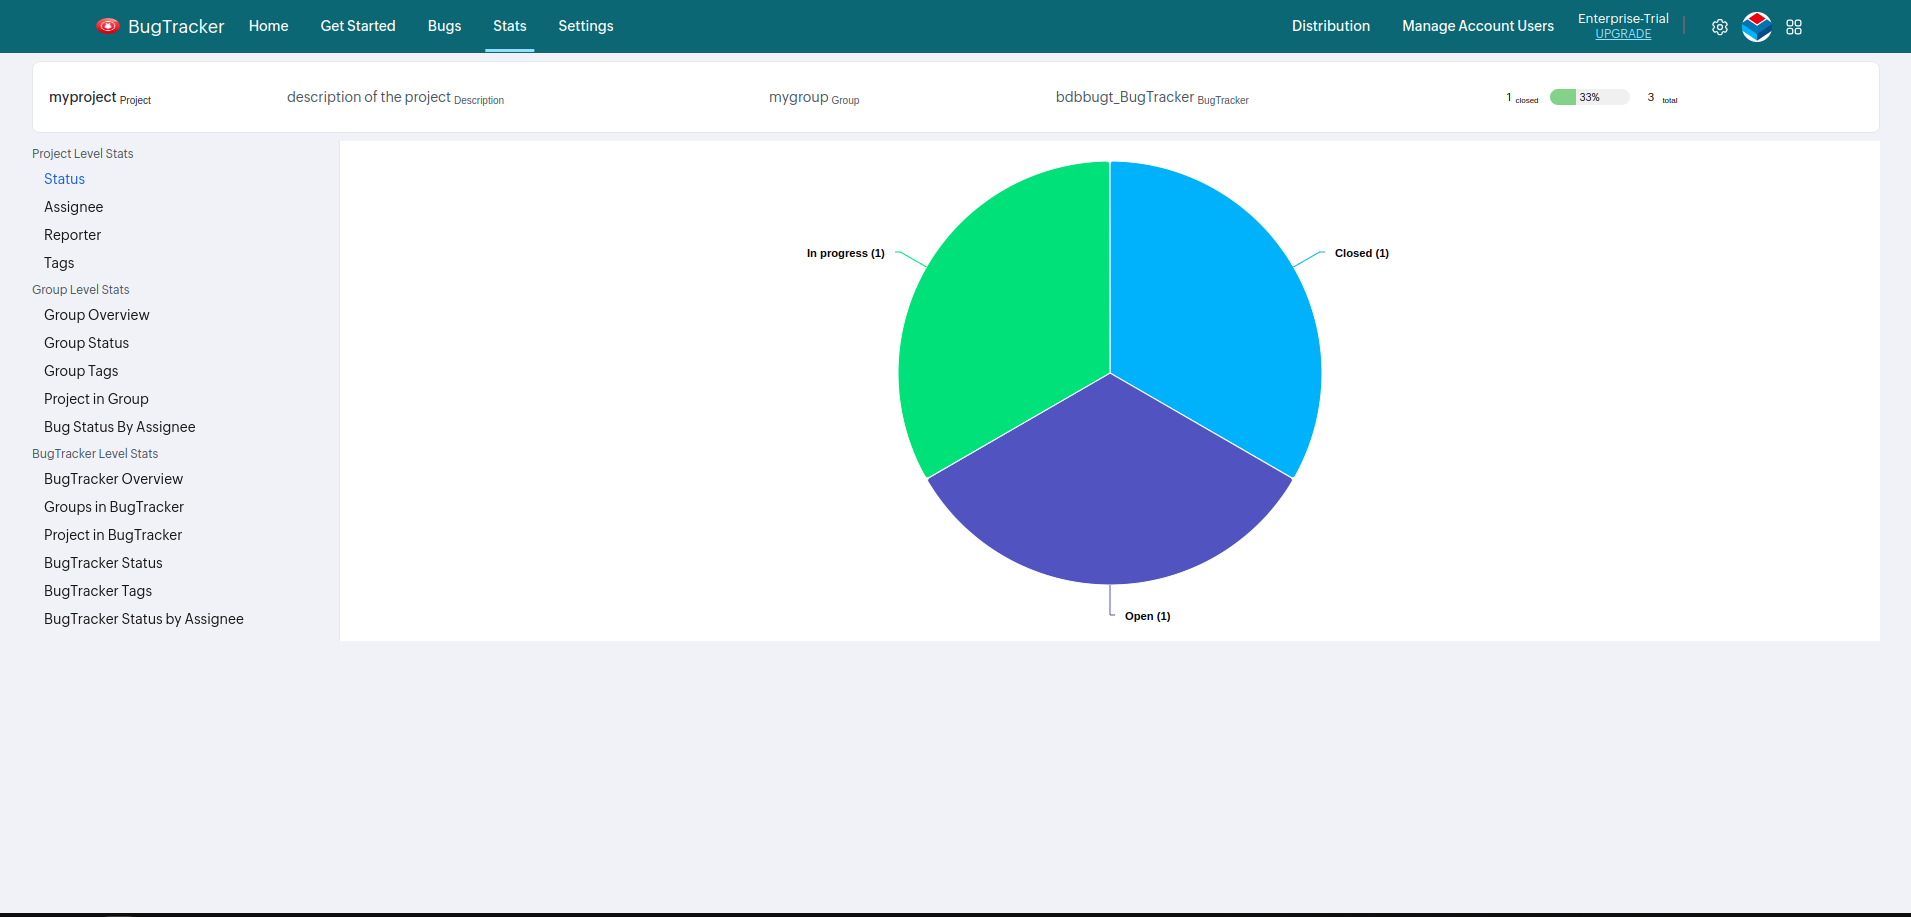 BugTracker Home Get Started Bugs Stats Settings Distribution Manage Account Users Enterprise-Trial
UPGRADE
myproject Project description of the project Description mygroup Group bdbbugt_BugTracker BugTracker 1 closed 33% 3 total
Project Level Stats
Status
Assignee
Reporter
Tags
Group Level Stats
Group Overview
Group Status
Group Tags
Project in Group
Bug Status By Assignee
BugTracker Level Stats
BugTracker Overview
Groups in BugTracker
Project in BugTracker
BugTracker Status
BugTracker Tags
BugTracker Status by Assignee
In progress (1)
Closed (1)
Open (1)